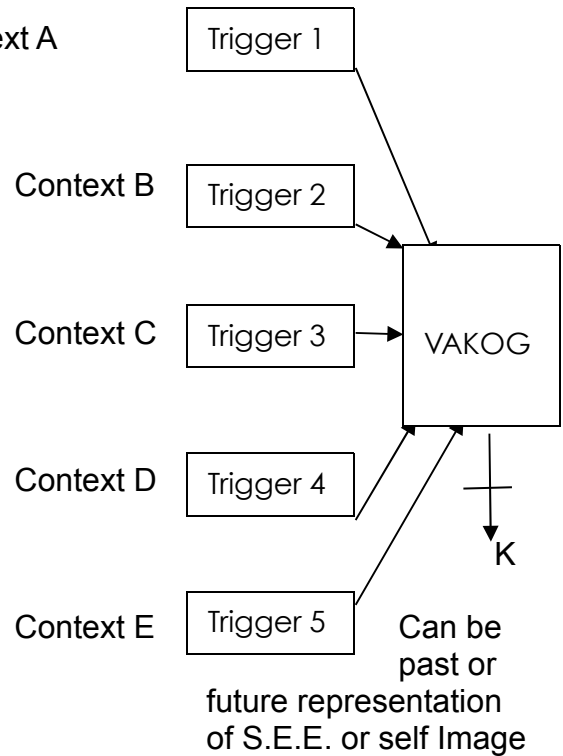 ext A
Trigger 1
Context B
Trigger 2
Context C
Trigger 3
VAKOG
Context D
Trigger 4
K
Context E
Trigger 5
Can be
past or
future representation
of S.E.E. or self Image